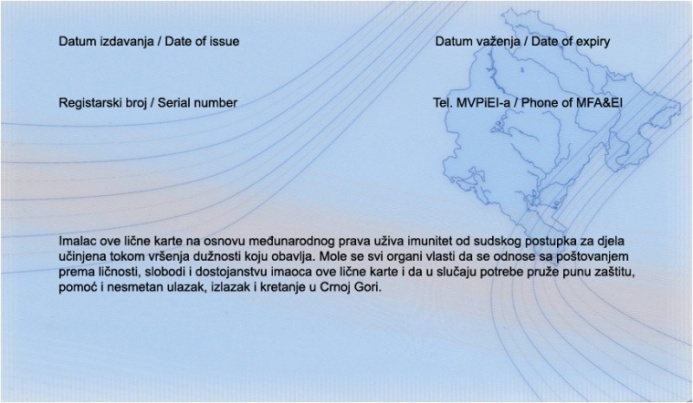 Datum izdavanja / Date of issue
Datum važenja / Date of expiry
Registarski broj / Serial number
Tel. MVPiEI-a / Phone of MFA&EI
Imalac ove lične karte na osnovu međunarodnog prava uživa imunitet od sudskog postupka za djela
učinjena tokom vršenja dužnosti koju obavlja. Mole se svi organi vlasti da se odnose sa poštovanjem
prema ličnosti, slobodi i dostojanstvu imaoca ove lične karte i da u slučaju potrebe pruže punu zaštitu,
pomoć i nesmetan ulazak, izlazak i kretanje u Crnoj Gori.